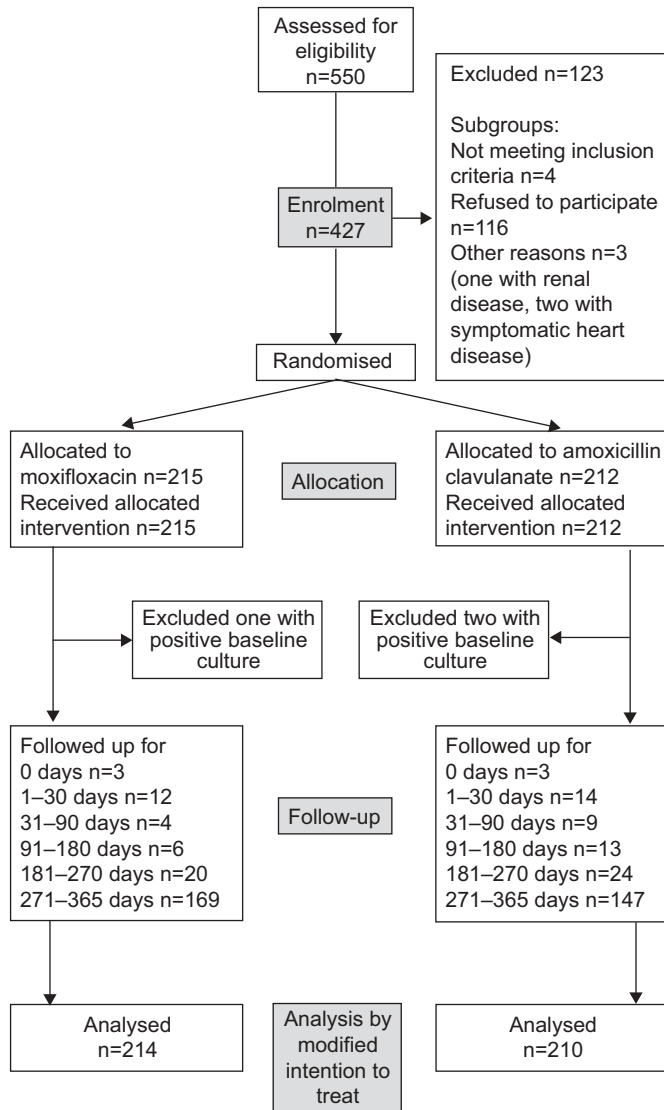 Assessed for
eligibility
n=550
Excluded n=123
Subgroups:
Not meeting inclusion
criteria n=4
Refused to participate
n=116
Other reasons n=3
(one with renal
disease, two with
symptomatic heart
disease)
Enrolment
n=427
Randomised
Allocated to
moxifloxacin n=215
Received allocated
intervention n=215
Allocation
Allocated to amoxicillin
clavulanate n=212
Received allocated
intervention n=212
Excluded one with
positive baseline
culture
Excluded two with
positive baseline
culture
Followed up for
0 days n=3
1–30 days n=12
31–90 days n=4
91–180 days n=6
181–270 days n=20
271–365 days n=169
Follow-up
Followed up for
0 days n=3
1–30 days n=14
31–90 days n=9
91–180 days n=13
181–270 days n=24
271–365 days n=147
Analysed
n=214
Analysis by
modified
intention to
treat
Analysed
n=210